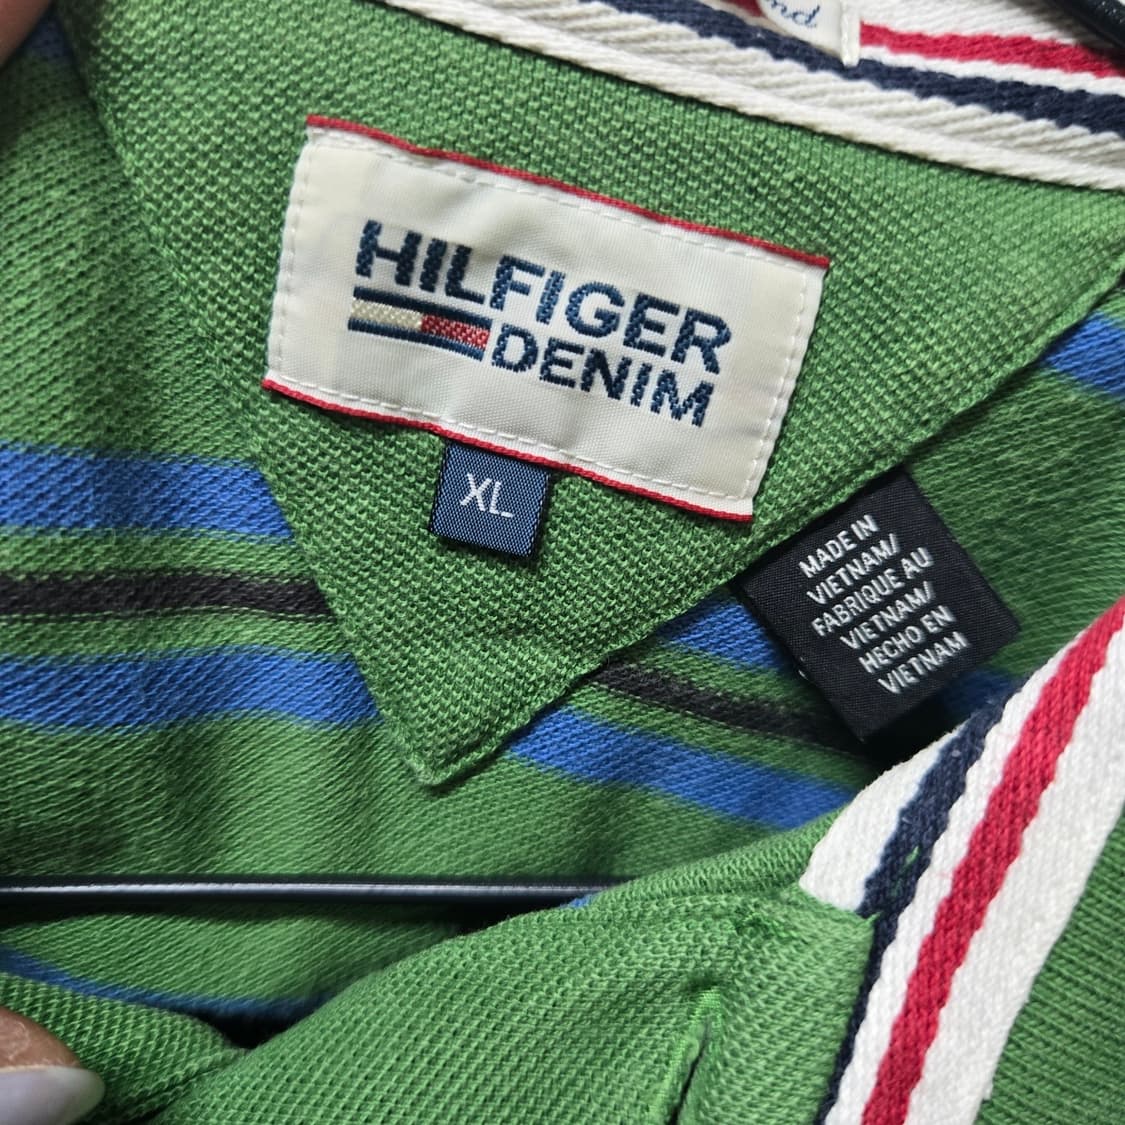 HILFIGER
DENIM
XL
MADE IN
VIETNAM/
FABRIQUE AU
VIETNAM/
HECHO EN
VIETNAM